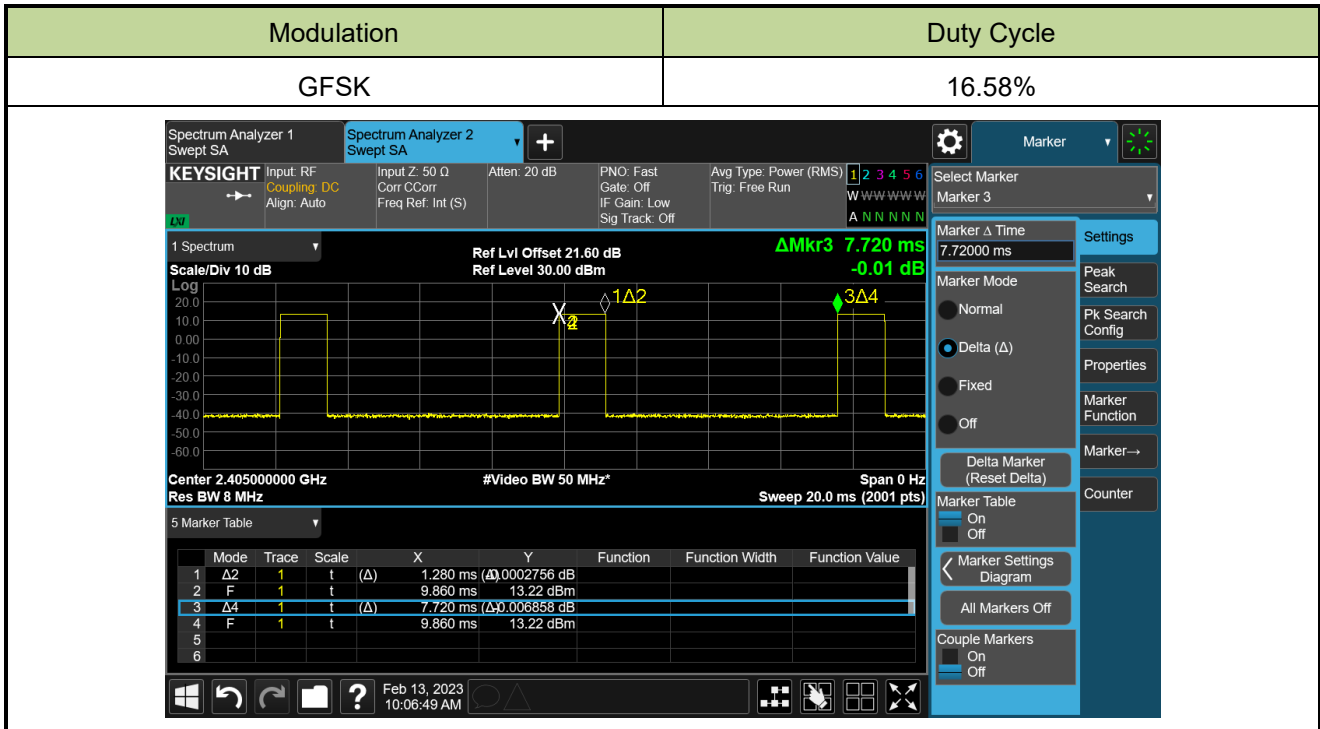 Modulation Duty Cycle
GFSK 16.58%
Spectrum Analyzer 1
Swept SA
Spectrum Analyzer 2
Swept SA
Marker
KEYSIGHT
LXI
Input: RF
Coupling: DC
Align: Auto
Input Z: 50 Ω
Corr CCorr
Freq Ref: Int (S)
Atten: 20 dB
PNO: Fast
Gate: Off
IF Gain: Low
Sig Track: Off
Avg Type: Power (RMS)
Trig: Free Run
1 2 3 4 5 6
W W W W W W
A N N N N N
Select Marker
Marker 3
1 Spectrum
Scale/Div 10 dB
Log
Ref Lvl Offset 21.60 dB
Ref Level 30.00 dBm
ΔMkr3 7.720 ms
-0.01 dB
20.0
10.0
0.00
-10.0
-20.0
-30.0
-40.0
-50.0
-60.0
1Δ2
3Δ4
X
Center 2.405000000 GHz #Video BW 50 MHz* Span 0 Hz
Res BW 8 MHz Sweep 20.0 ms (2001 pts)
5 Marker Table
Mode Trace Scale X Y Function Function Width Function Value
1 Δ2 1 t (Δ) 1.280 ms (Δ) 0.0002756 dB
2 F 1 t 9.860 ms 13.22 dBm
3 Δ4 1 t (Δ) 7.720 ms (Δ) -0.006858 dB
4 F 1 t 9.860 ms 13.22 dBm
5
6
Marker Δ Time
7.72000 ms
Marker Mode
Normal
Delta (Δ)
Fixed
Off
Delta Marker
(Reset Delta)
Marker Table
On
Off
Marker Settings
Diagram
All Markers Off
Couple Markers
On
Off
Settings
Peak
Search
Pk Search
Config
Properties
Marker
Function
Marker→
Counter
?
Feb 13, 2023
10:06:49 AM